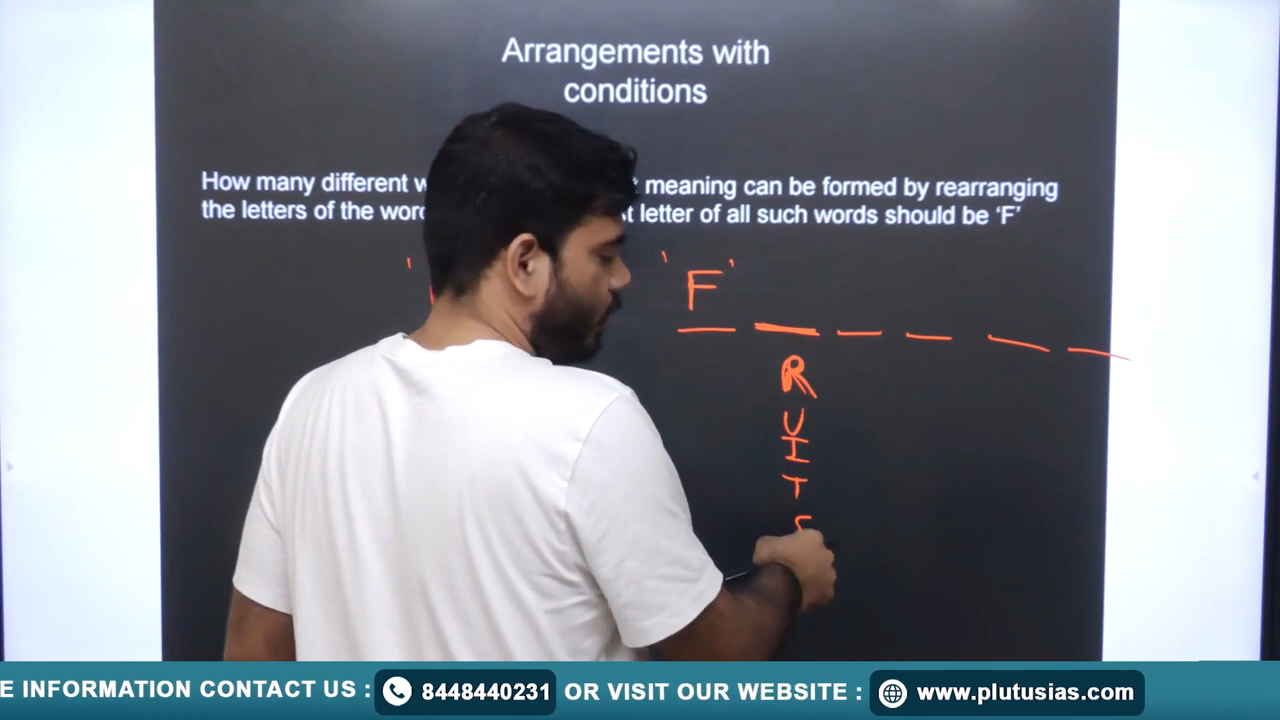 Arrangements with
conditions
How many different meaning can be formed by rearranging
the letters of the letter of all such words should be ‘F’
‘F’
R
U
I
T
E INFORMATION CONTACT US : 8448440231 OR VISIT OUR WEBSITE : www.plutusias.com